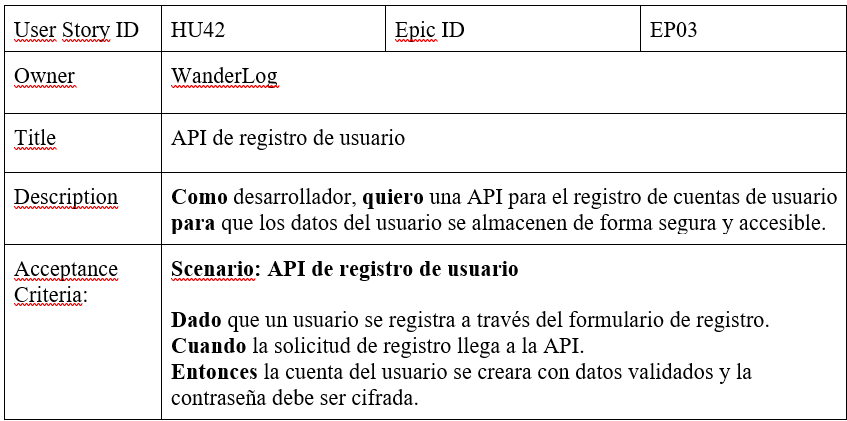 User Story ID HU42 Epic ID EP03
Owner WanderLog
Title API de registro de usuario
Description Como desarrollador, quiero una API para el registro de cuentas de usuario
para que los datos del usuario se almacenen de forma segura y accesible.
Acceptance Scenario: API de registro de usuario
Criteria:
Dado que un usuario se registra a través del formulario de registro.
Cuando la solicitud de registro llega a la API.
Entonces la cuenta del usuario se creara con datos validados y la
contraseña debe ser cifrada.